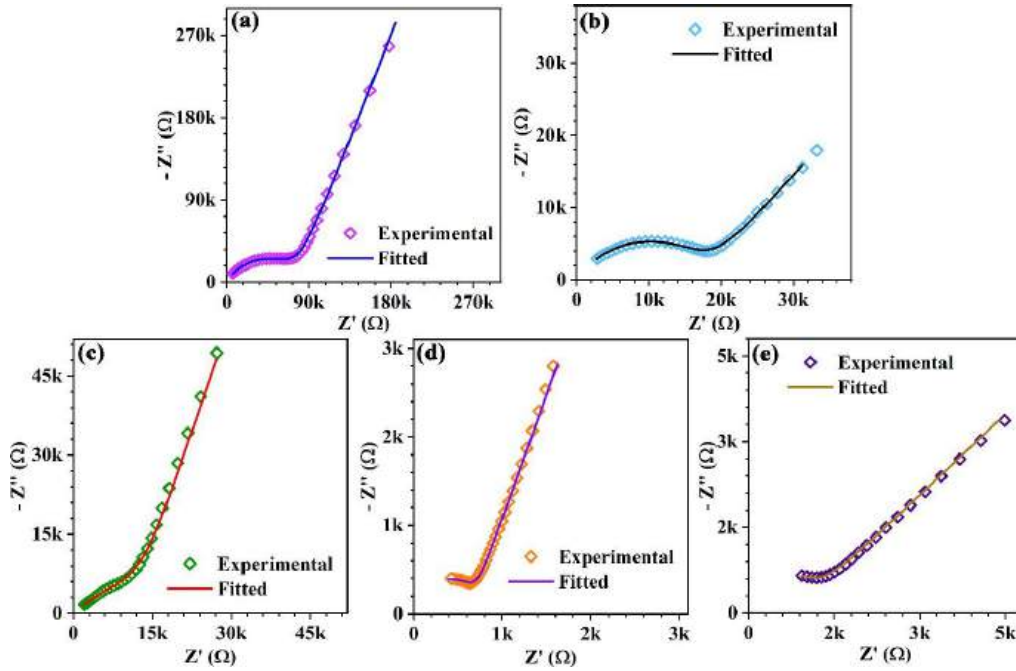 (a)
270k
180k
90k
0
- Z'' (Ω)
Experimental
Fitted
0 90k 180k 270k
Z' (Ω)
(b)
Experimental
Fitted
30k
20k
10k
0
- Z'' (Ω)
0 10k 20k 30k
Z' (Ω)
(c)
45k
30k
15k
0
- Z'' (Ω)
Experimental
Fitted
0 15k 30k 45k
Z' (Ω)
(d)
3k
2k
1k
0
- Z'' (Ω)
Experimental
Fitted
0 1k 2k 3k
Z' (Ω)
(e)
Experimental
Fitted
5k
3k
2k
0
- Z'' (Ω)
0 2k 3k 5k
Z' (Ω)